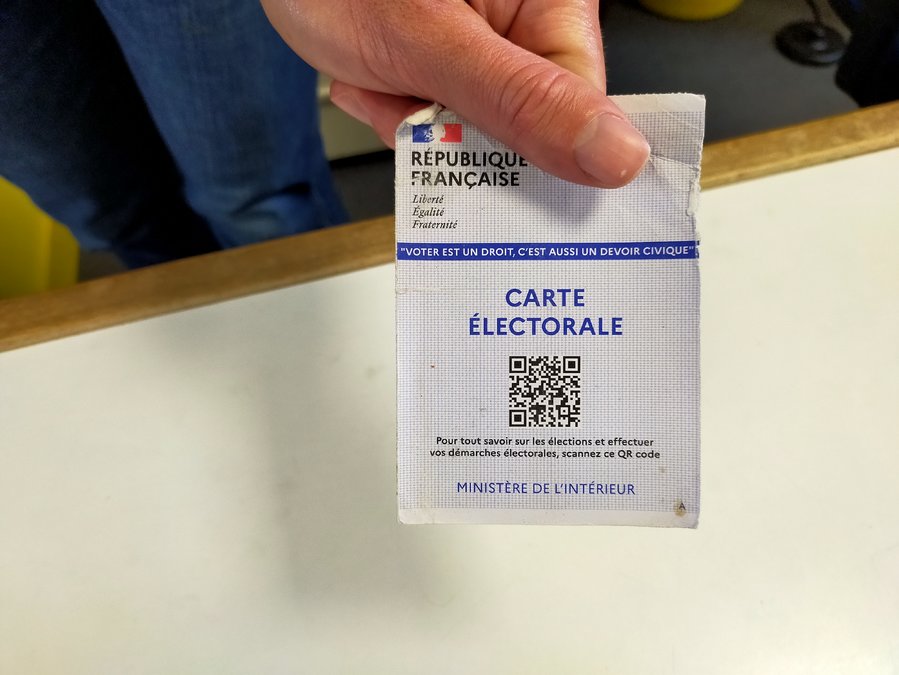 RÉPUBLIQUE
FRANÇAISE
Liberté
Égalité
Fraternité
"VOTER EST UN DROIT, C'EST AUSSI UN DEVOIR CIVIQUE"
CARTE
ÉLECTORALE
Pour tout savoir sur les élections et effectuer
vos démarches électorales, scannez ce QR code
MINISTÈRE DE L'INTÉRIEUR
A